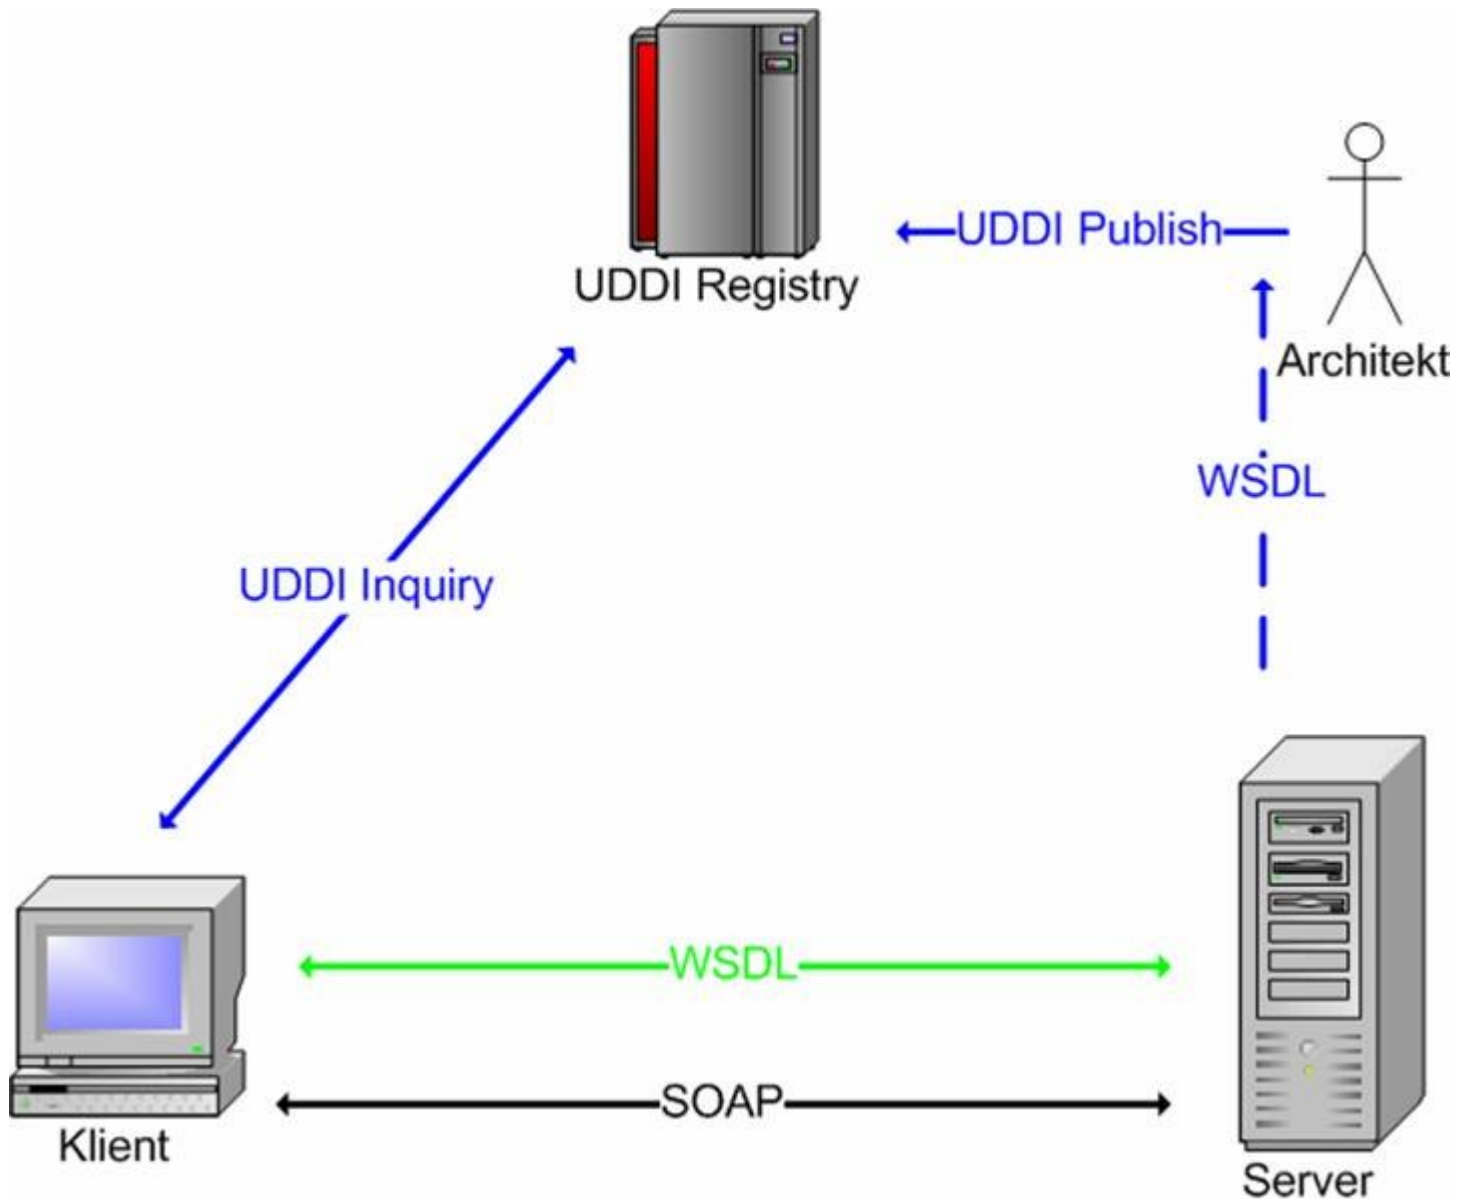 UDDI Registry
UDDI Publish
Architekt
WSDL
UDDI Inquiry
WSDL
SOAP
Klient
Server